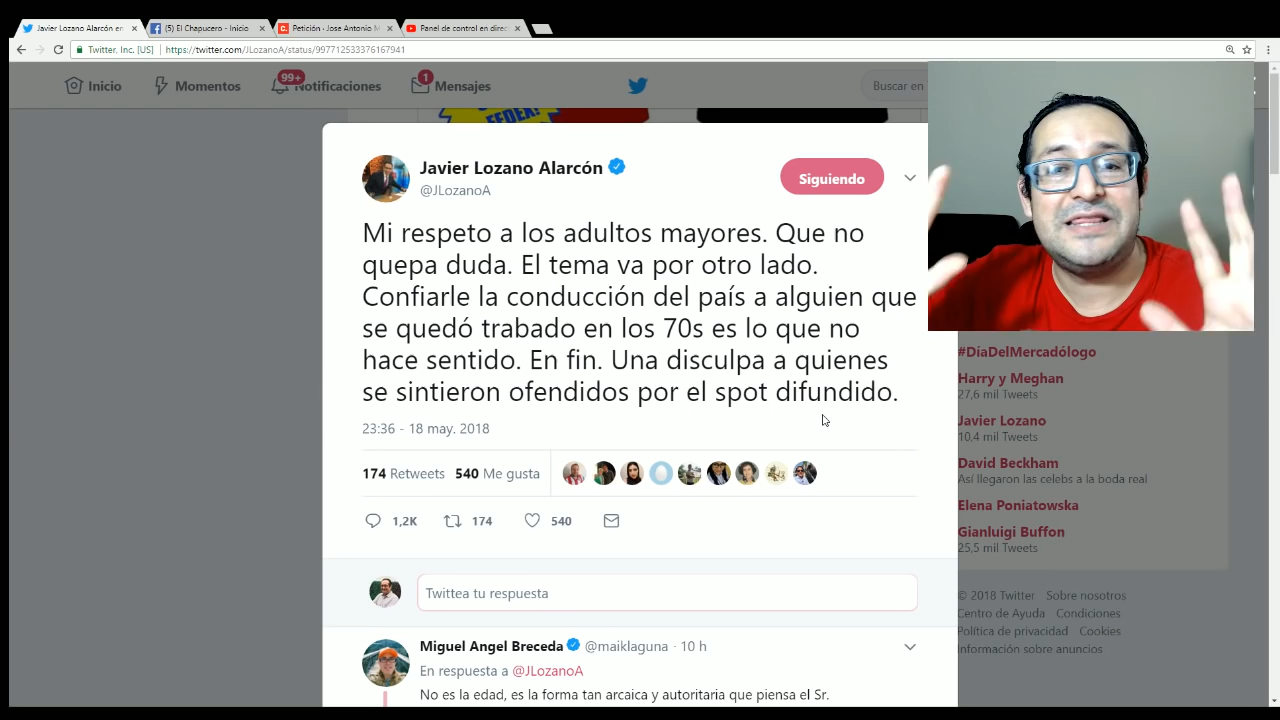 Javier Lozano Alarcón en
(5) El Chapucero - Inicio
Petición · Jose Antonio M
Panel de control en direc
Twitter, Inc. [US]
https://twitter.com/JLozanoA/status/997712533376167941
Inicio
Momentos
99+
Notificaciones
1
Mensajes
Buscar en
FEDEX!
Javier Lozano Alarcón
@JLozanoA
Siguiendo
Mi respeto a los adultos mayores. Que no
quepa duda. El tema va por otro lado.
Confiarle la conducción del país a alguien que
se quedó trabado en los 70s es lo que no
hace sentido. En fin. Una disculpa a quienes
se sintieron ofendidos por el spot difundido.
23:36 - 18 may. 2018
174 Retweets 540 Me gusta
1,2K 174 540
Twittea tu respuesta
Miguel Angel Breceda @maiklaguna · 10 h
En respuesta a @JLozanoA
No es la edad, es la forma tan arcaica y autoritaria que piensa el Sr.
#DíaDelMercadólogo
Harry y Meghan
27,6 mil Tweets
Javier Lozano
10,4 mil Tweets
David Beckham
Así llegaron las celebs a la boda real
Elena Poniatowska
Gianluigi Buffon
25,5 mil Tweets
© 2018 Twitter Sobre nosotros
Centro de Ayuda Condiciones
Política de privacidad Cookies
Información sobre anuncios